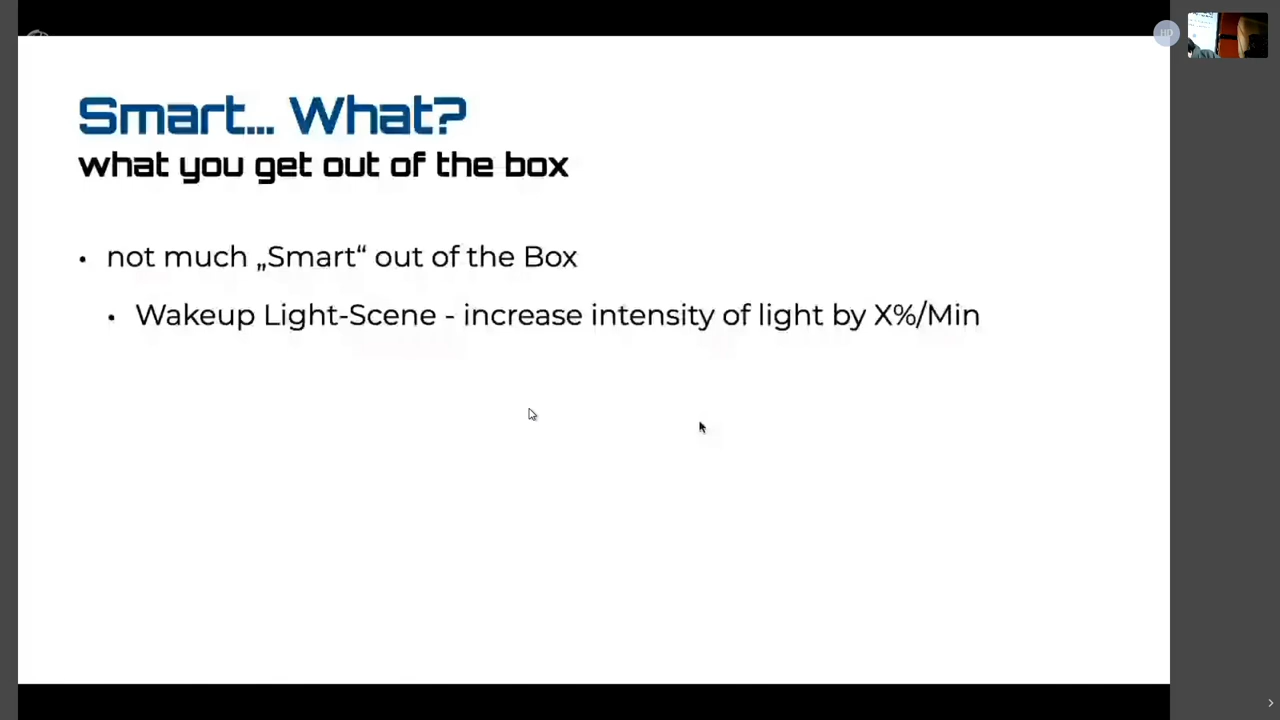 HD
Smart... What?
what you get out of the box
• not much „Smart“ out of the Box
• Wakeup Light-Scene - increase intensity of light by X%/Min